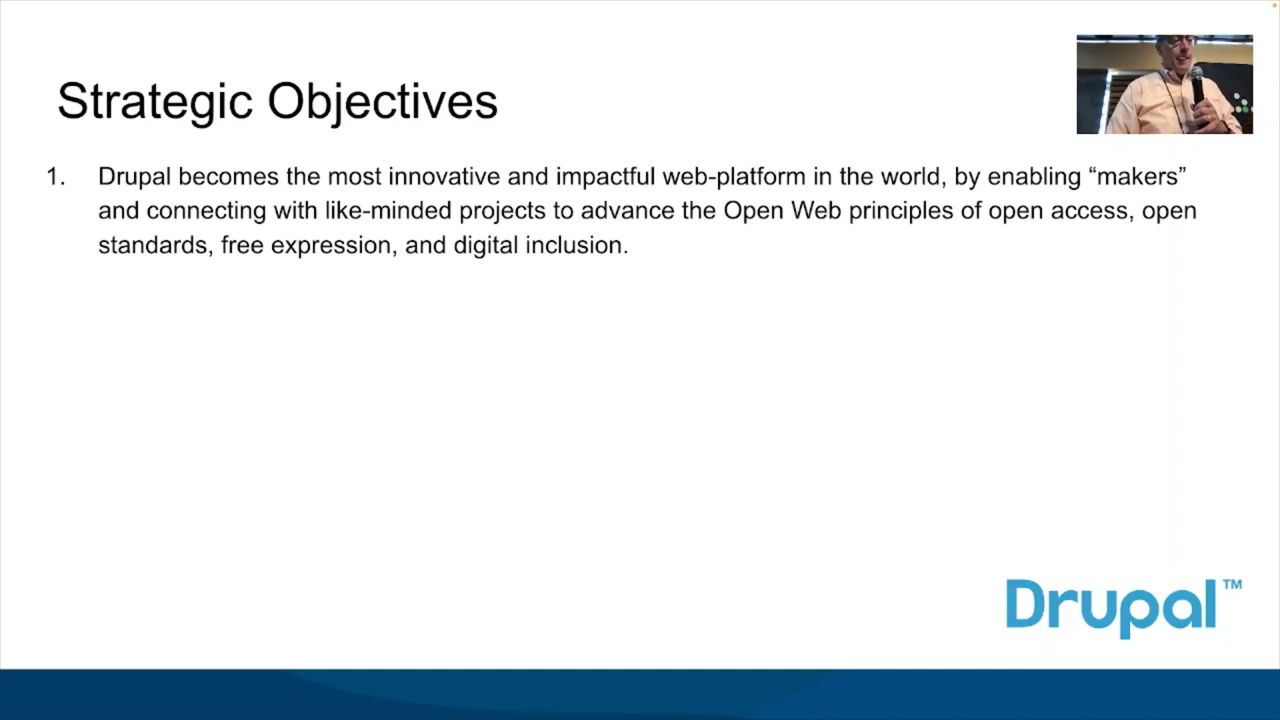 Strategic Objectives
1. Drupal becomes the most innovative and impactful web-platform in the world, by enabling “makers”
and connecting with like-minded projects to advance the Open Web principles of open access, open
standards, free expression, and digital inclusion.
Drupal™